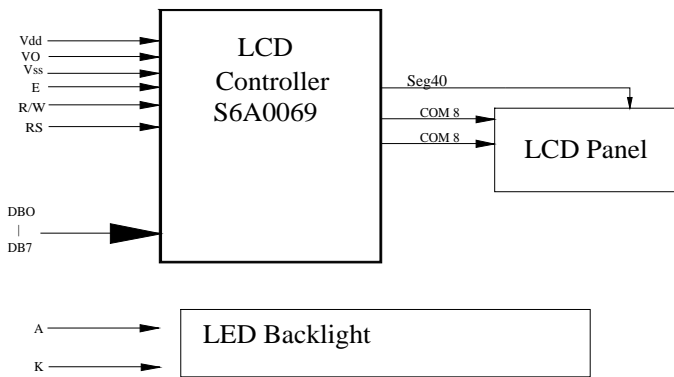 Vdd
VO
Vss
E
R/W
RS
DBO
|
DB7
LCD
Controller
S6A0069
Seg40
COM 8
COM 8
LCD Panel
A
K
LED Backlight